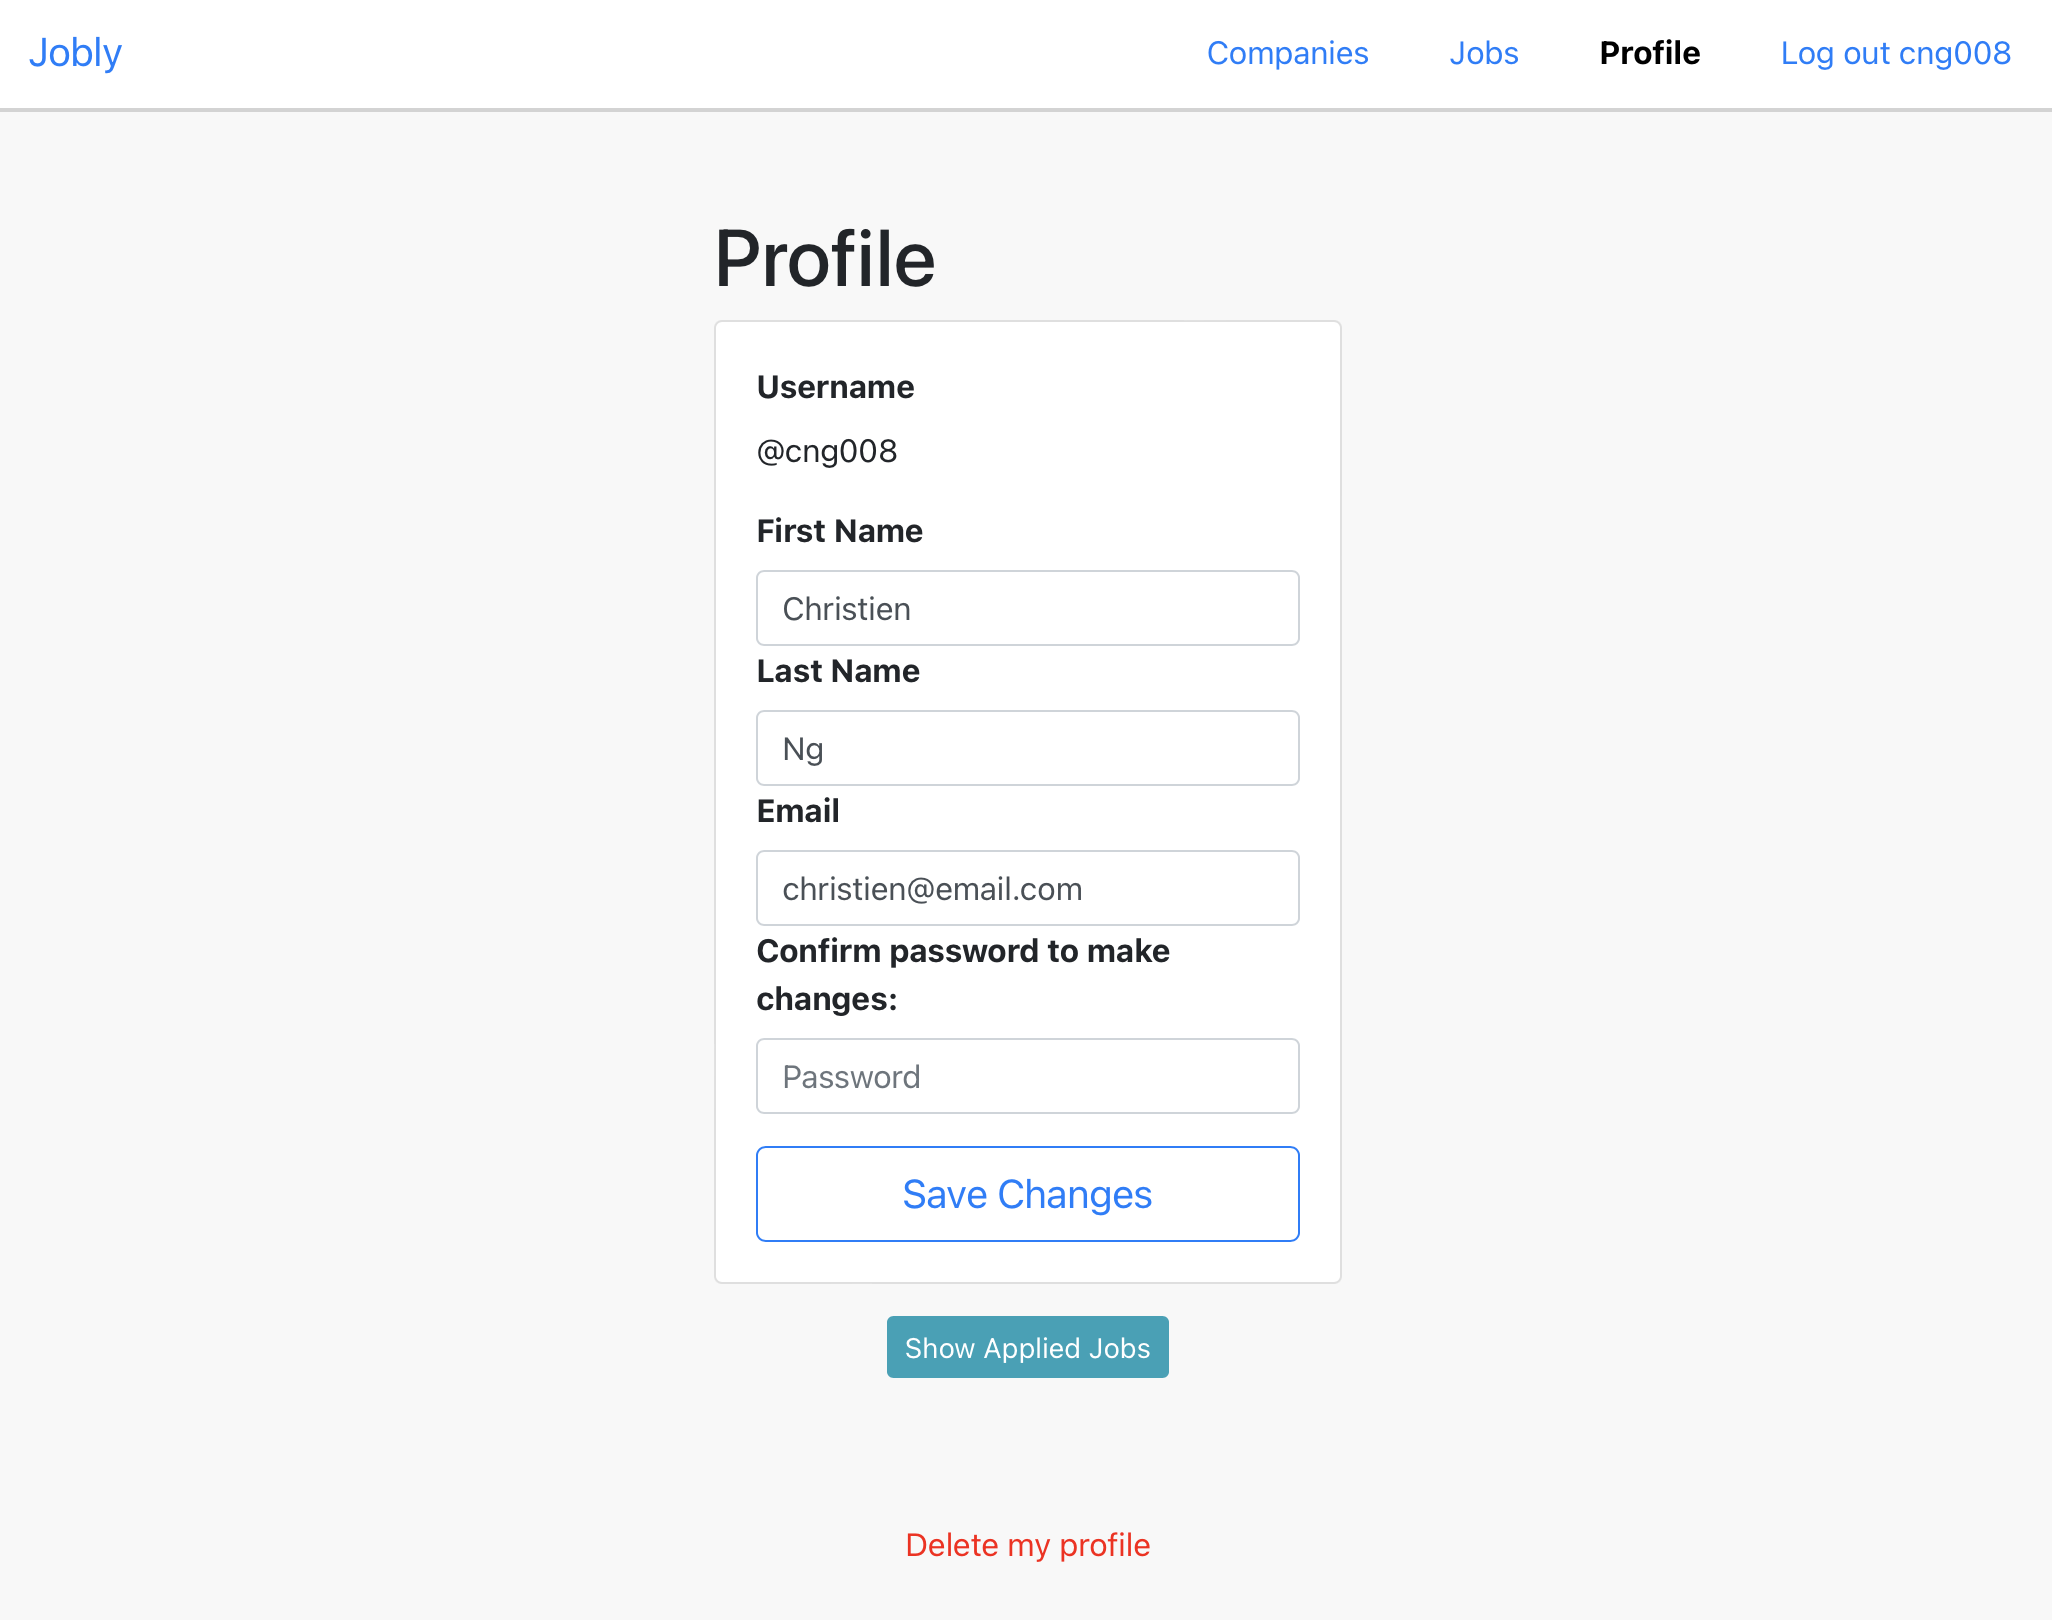 Jobly
Companies
Jobs
Profile
Log out cng008
Profile
Username
@cng008
First Name
Christien
Last Name
Ng
Email
christien@email.com
Confirm password to make
changes:
Password
Save Changes
Show Applied Jobs
Delete my profile